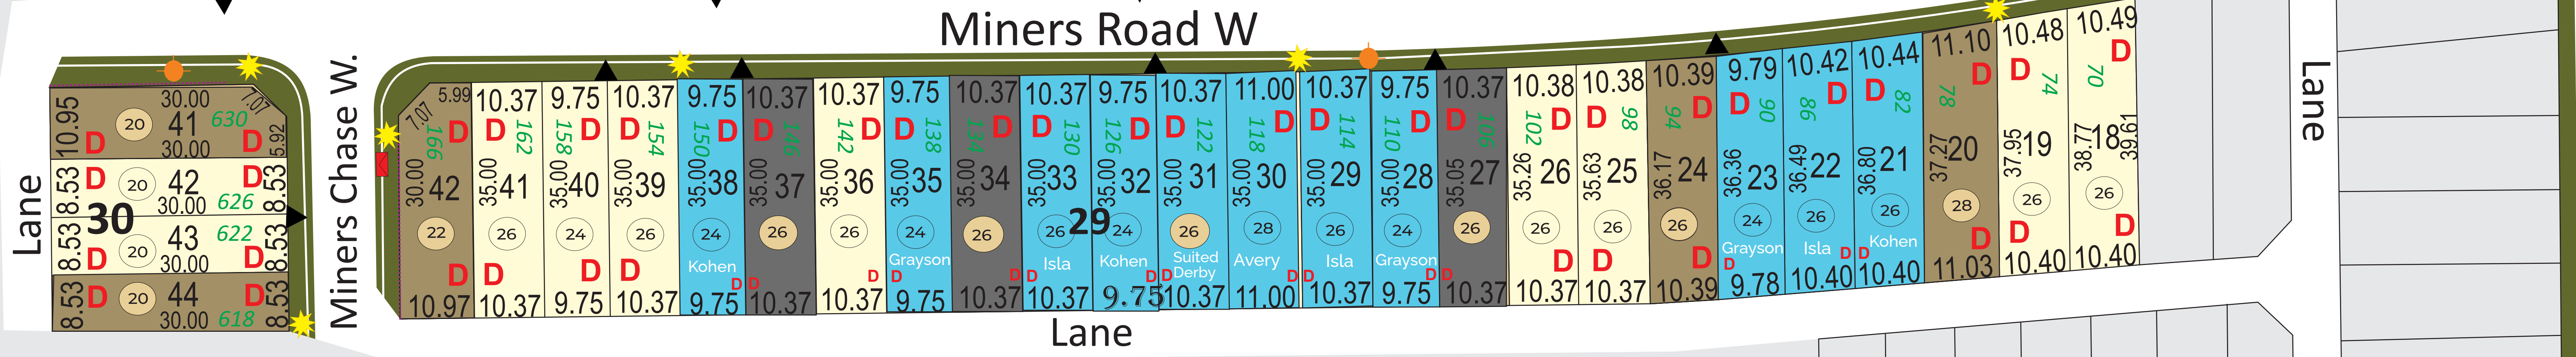 Miners Road W
Lane
Miners Chase W.
Lane
Lane
30
10.95 30.00 7.07
D 20 41 630 D
30.00 5.92
8.53 D 20 42 D 8.53
30.00 626
8.53 D 20 43 622 D 8.53
30.00
8.53 D 20 44 D 8.53
30.00 618
29
7.07 5.99 166 D 30.00 42 22 D 10.97
10.37 D 162 35.00 41 26 D 10.37
9.75 158 D 35.00 40 24 D 9.75
10.37 D 154 35.00 39 26 D 10.37
9.75 150 D 35.00 38 24 Kohen D 9.75
10.37 D 146 35.00 37 26 D 10.37
10.37 142 D 35.00 36 26 D 10.37
9.75 D 138 35.00 35 24 Grayson D 9.75
10.37 134 D 35.00 34 26 D 10.37
10.37 D 130 35.00 33 26 Isla D 10.37
9.75 126 D 35.00 32 24 Kohen D 9.75
10.37 D 122 35.00 31 26 Suited Derby D 10.37
11.00 118 D 35.00 30 28 Avery D 11.00
10.37 D 114 35.00 29 26 Isla D 10.37
9.75 110 D 35.00 28 24 Grayson D 9.75
10.37 D 106 35.05 27 26 D 10.37
10.38 102 D 35.26 26 26 D 10.37
10.38 D 98 35.63 25 26 D 10.37
10.39 94 D 36.17 24 26 D 10.39
9.79 D 90 36.36 23 24 Grayson D 9.78
10.42 86 D 36.49 22 26 Isla D 10.40
10.44 D 82 36.80 21 26 Kohen D 10.40
11.10 78 D 37.27 20 28 D 11.03
10.48 D 74 37.95 19 26 D 10.40
10.49 70 D 38.77 18 39.61 26 D 10.40
Lane